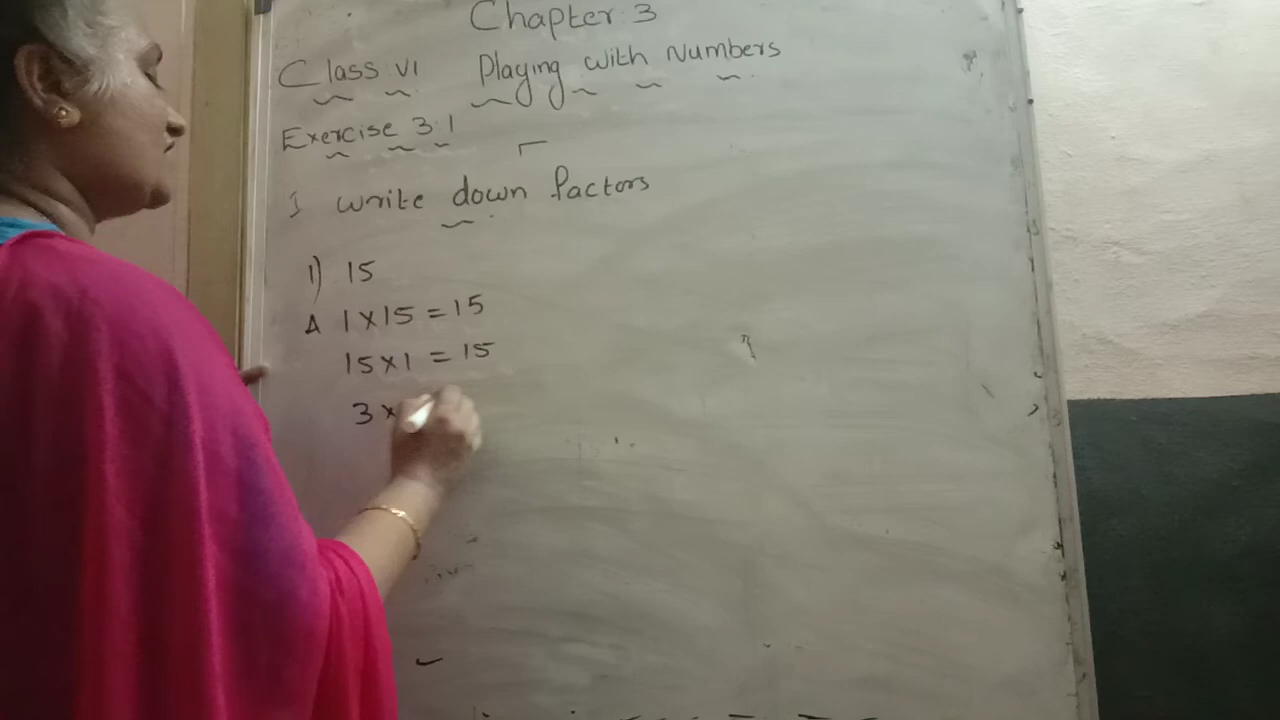 Chapter 3
Class VI Playing with Numbers
Exercise 3.1
I write down factors
1) 15
A 1 x 15 = 15
15 x 1 = 15
3 x